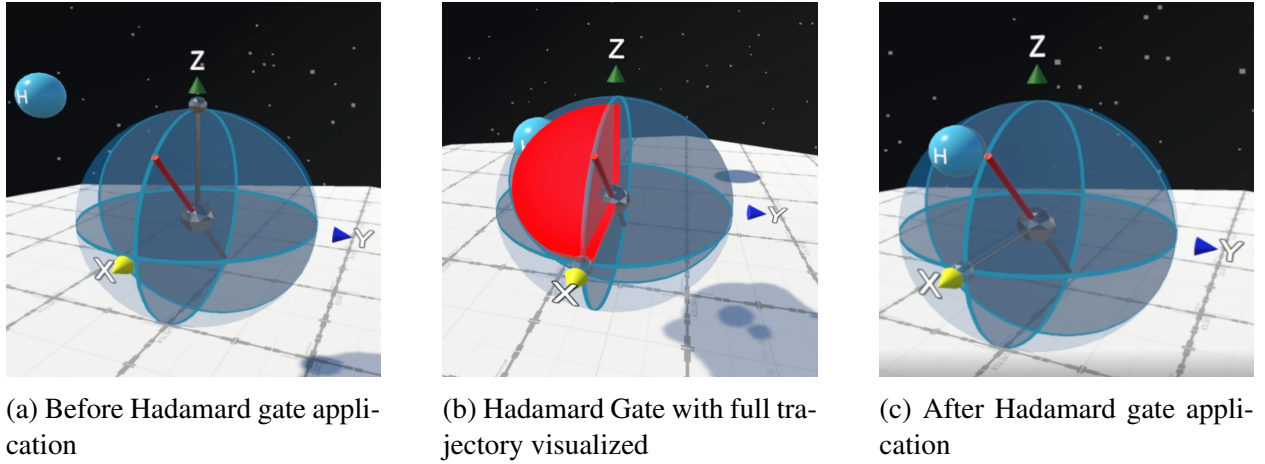 Z
H
X
Y
Z
H
X
Y
Z
H
X
Y
(a) Before Hadamard gate appli-
cation
(b) Hadamard Gate with full tra-
jectory visualized
(c) After Hadamard gate appli-
cation